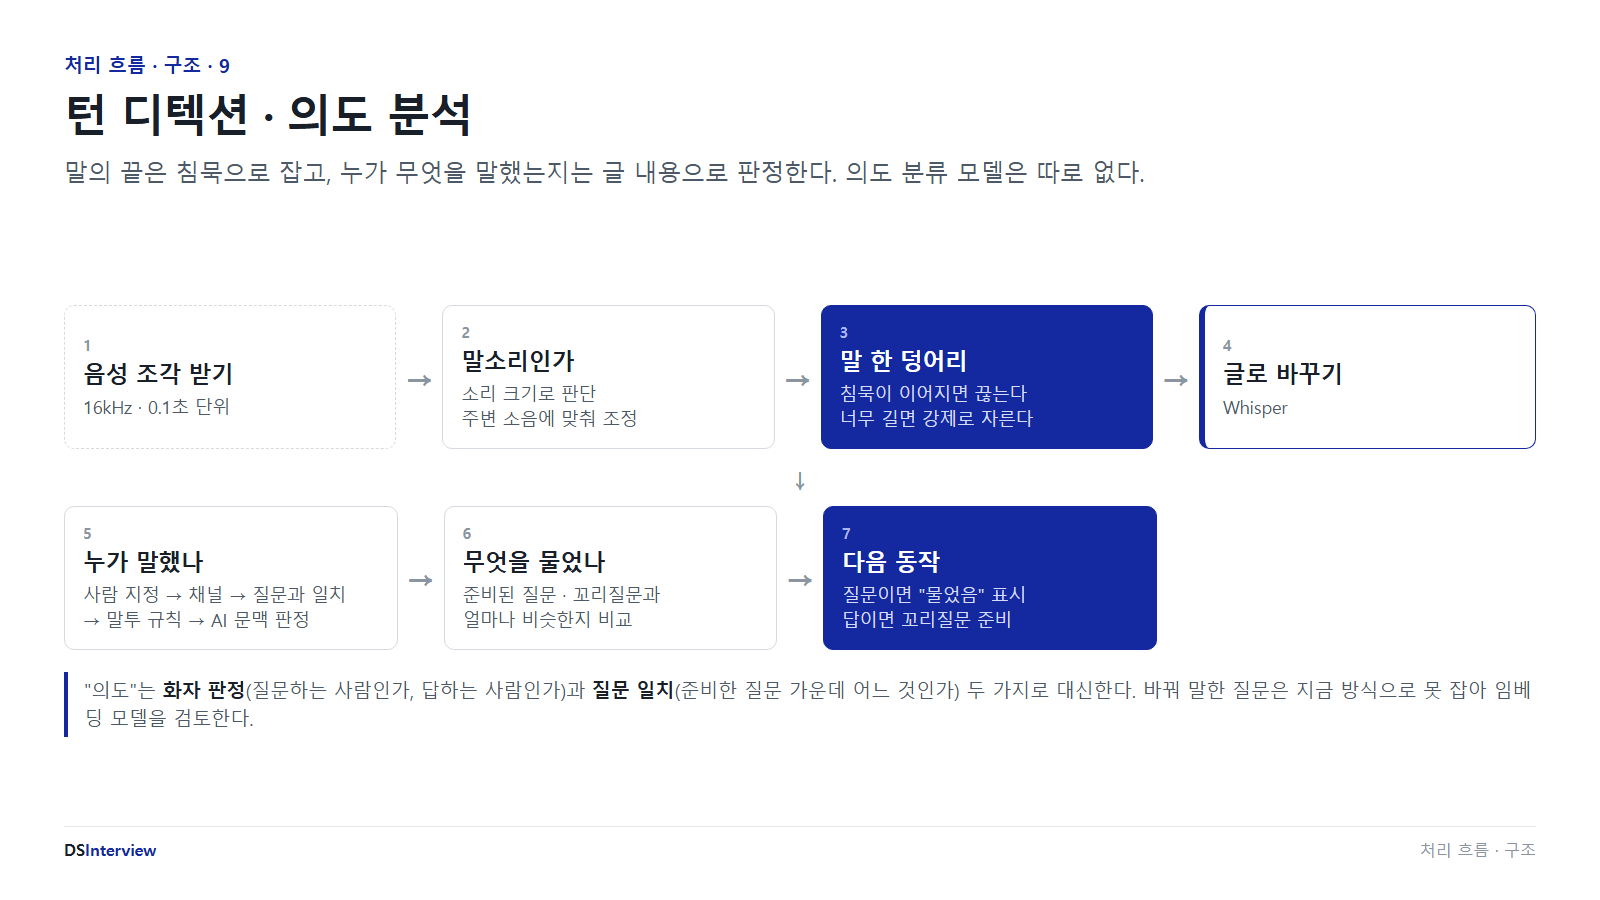 처리 흐름 · 구조 · 9
턴 디텍션 · 의도 분석
말의 끝은 침묵으로 잡고, 누가 무엇을 말했는지는 글 내용으로 판정한다. 의도 분류 모델은 따로 없다.
1
음성 조각 받기
16kHz · 0.1초 단위
→
2
말소리인가
소리 크기로 판단
주변 소음에 맞춰 조정
→
3
말 한 덩어리
침묵이 이어지면 끊는다
너무 길면 강제로 자른다
→
4
글로 바꾸기
Whisper
↓
5
누가 말했나
사람 지정 → 채널 → 질문과 일치
→ 말투 규칙 → AI 문맥 판정
→
6
무엇을 물었나
준비된 질문 · 꼬리질문과
얼마나 비슷한지 비교
→
7
다음 동작
질문이면 "물었음" 표시
답이면 꼬리질문 준비
"의도"는 화자 판정(질문하는 사람인가, 답하는 사람인가)과 질문 일치(준비한 질문 가운데 어느 것인가) 두 가지로 대신한다. 바꿔 말한 질문은 지금 방식으로 못 잡아 임베
딩 모델을 검토한다.
DSInterview
처리 흐름 · 구조